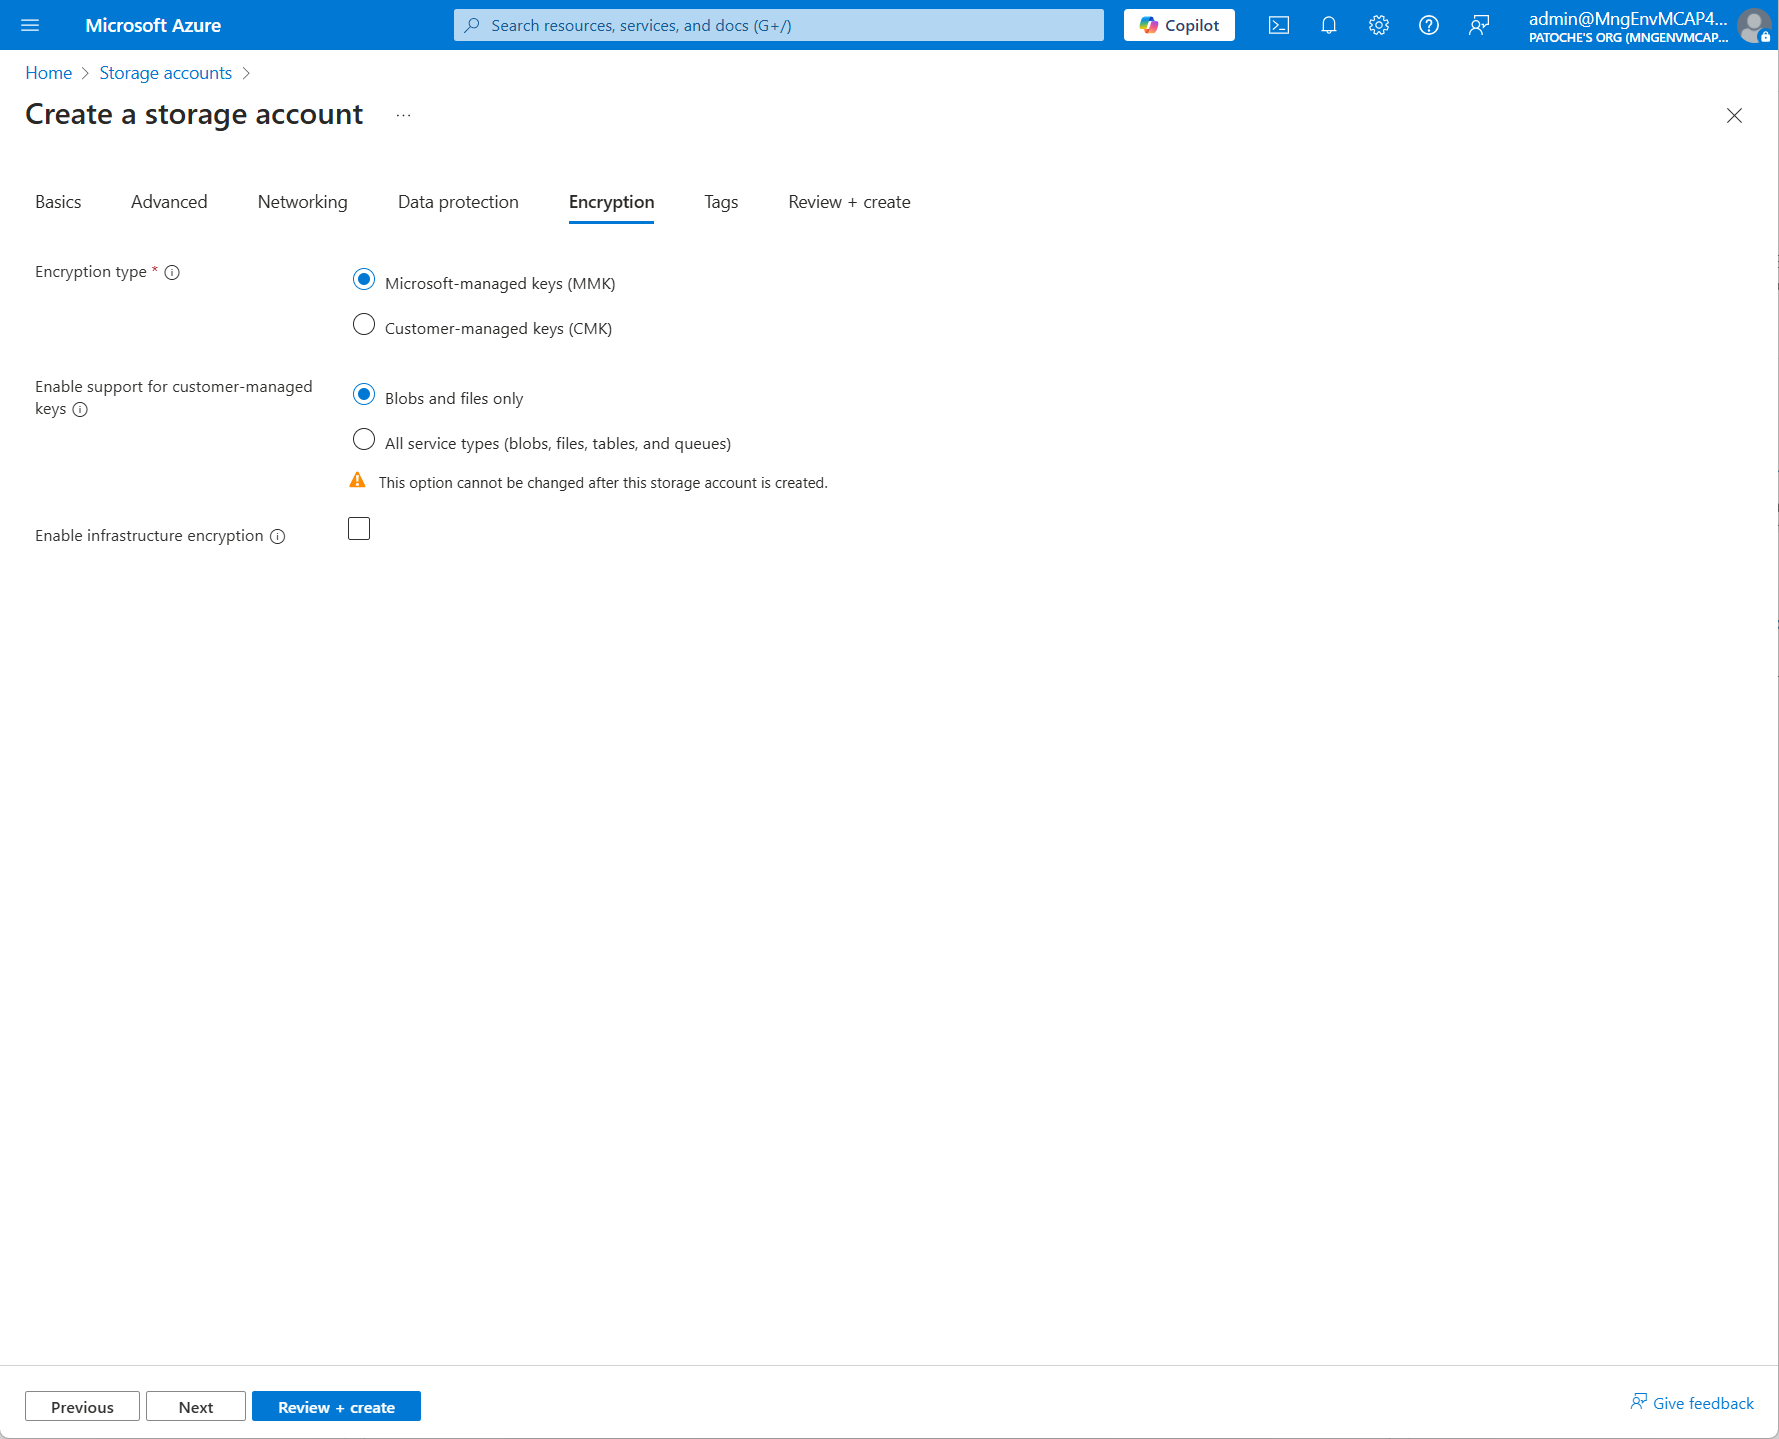 Microsoft Azure
Search resources, services, and docs (G+/)
Copilot
admin@MngEnvMCAP4...
PATOCHE'S ORG (MNGENVMCAP...
Home
Storage accounts
Create a storage account
...
Basics
Advanced
Networking
Data protection
Encryption
Tags
Review + create
Encryption type *
Microsoft-managed keys (MMK)
Customer-managed keys (CMK)
Enable support for customer-managed
keys
Blobs and files only
All service types (blobs, files, tables, and queues)
This option cannot be changed after this storage account is created.
Enable infrastructure encryption
Previous
Next
Review + create
Give feedback